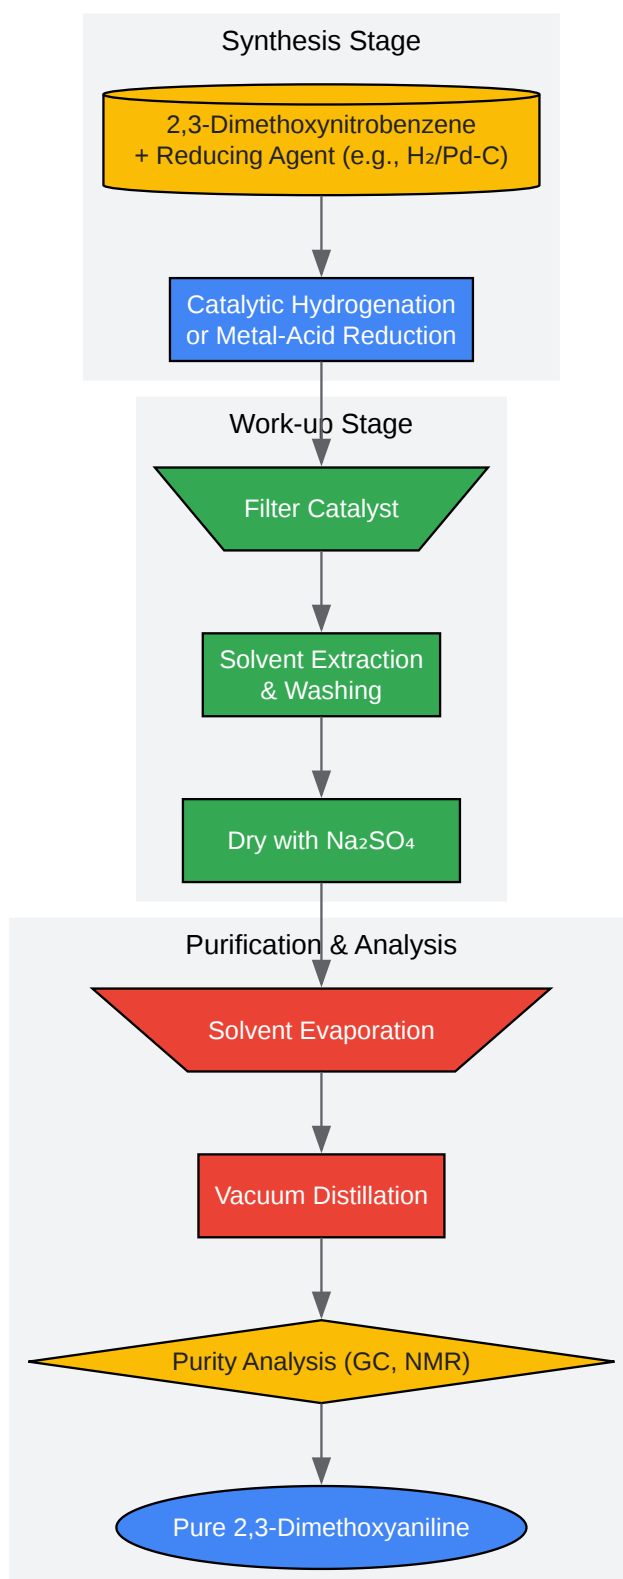 Synthesis Stage
2,3-Dimethoxynitrobenzene
+ Reducing Agent (e.g., H₂/Pd-C)
Catalytic Hydrogenation
or Metal-Acid Reduction
Work-up Stage
Filter Catalyst
Solvent Extraction
& Washing
Dry with Na₂SO₄
Purification & Analysis
Solvent Evaporation
Vacuum Distillation
Purity Analysis (GC, NMR)
Pure 2,3-Dimethoxyaniline